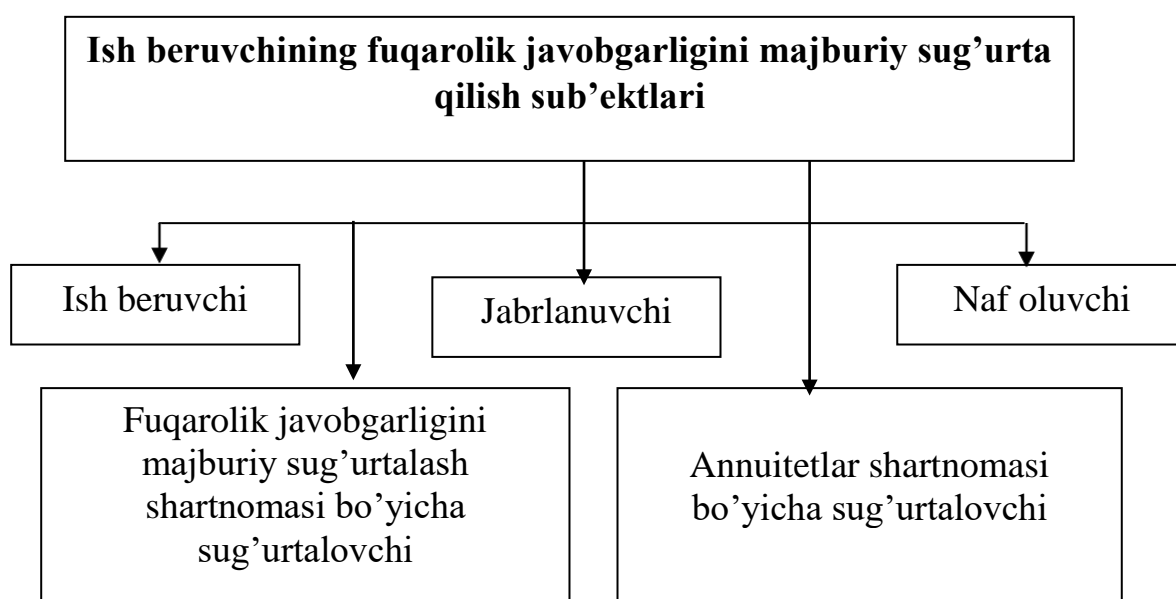 Ish beruvchining fuqarolik javobgarligini majburiy sug’urta
qilish sub’ektlari
Ish beruvchi
Jabrlanuvchi
Naf oluvchi
Fuqarolik javobgarligini
majburiy sug’urtalash
shartnomasi bo’yicha
sug’urtalovchi
Annuitetlar shartnomasi
bo’yicha sug’urtalovchi